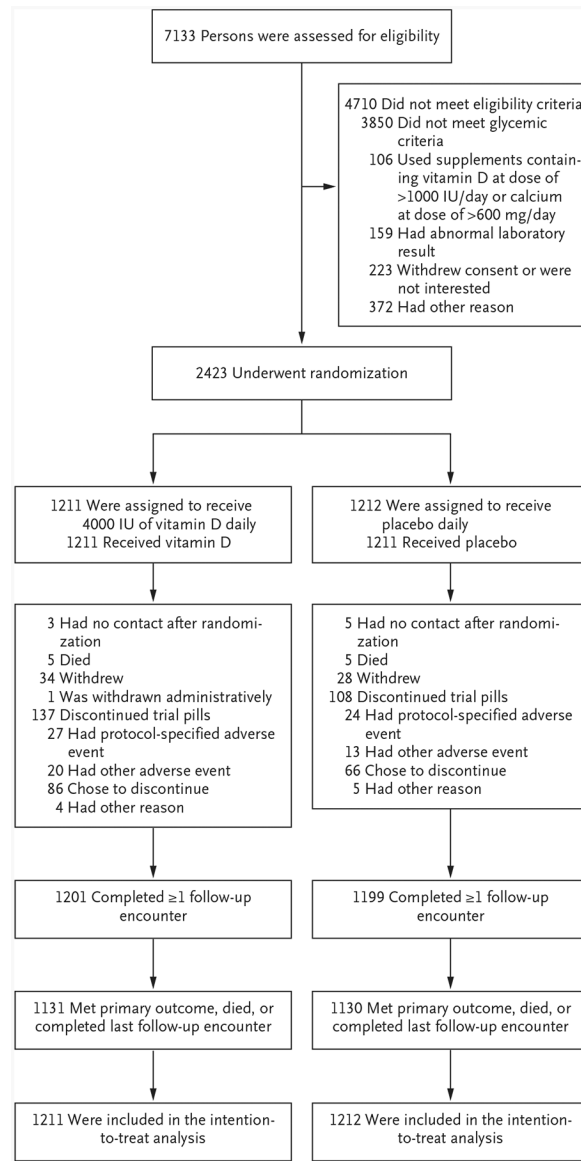 7133 Persons were assessed for eligibility
4710 Did not meet eligibility criteria
3850 Did not meet glycemic
criteria
106 Used supplements contain-
ing vitamin D at dose of
>1000 IU/day or calcium
at dose of >600 mg/day
159 Had abnormal laboratory
result
223 Withdrew consent or were
not interested
372 Had other reason
2423 Underwent randomization
1211 Were assigned to receive
4000 IU of vitamin D daily
1211 Received vitamin D
1212 Were assigned to receive
placebo daily
1211 Received placebo
3 Had no contact after randomi-
zation
5 Died
34 Withdrew
1 Was withdrawn administratively
137 Discontinued trial pills
27 Had protocol-specified adverse
event
20 Had other adverse event
86 Chose to discontinue
4 Had other reason
5 Had no contact after randomi-
zation
5 Died
28 Withdrew
108 Discontinued trial pills
24 Had protocol-specified adverse
event
13 Had other adverse event
66 Chose to discontinue
5 Had other reason
1201 Completed ≥1 follow-up
encounter
1199 Completed ≥1 follow-up
encounter
1131 Met primary outcome, died, or
completed last follow-up encounter
1130 Met primary outcome, died, or
completed last follow-up encounter
1211 Were included in the intention-
to-treat analysis
1212 Were included in the intention-
to-treat analysis